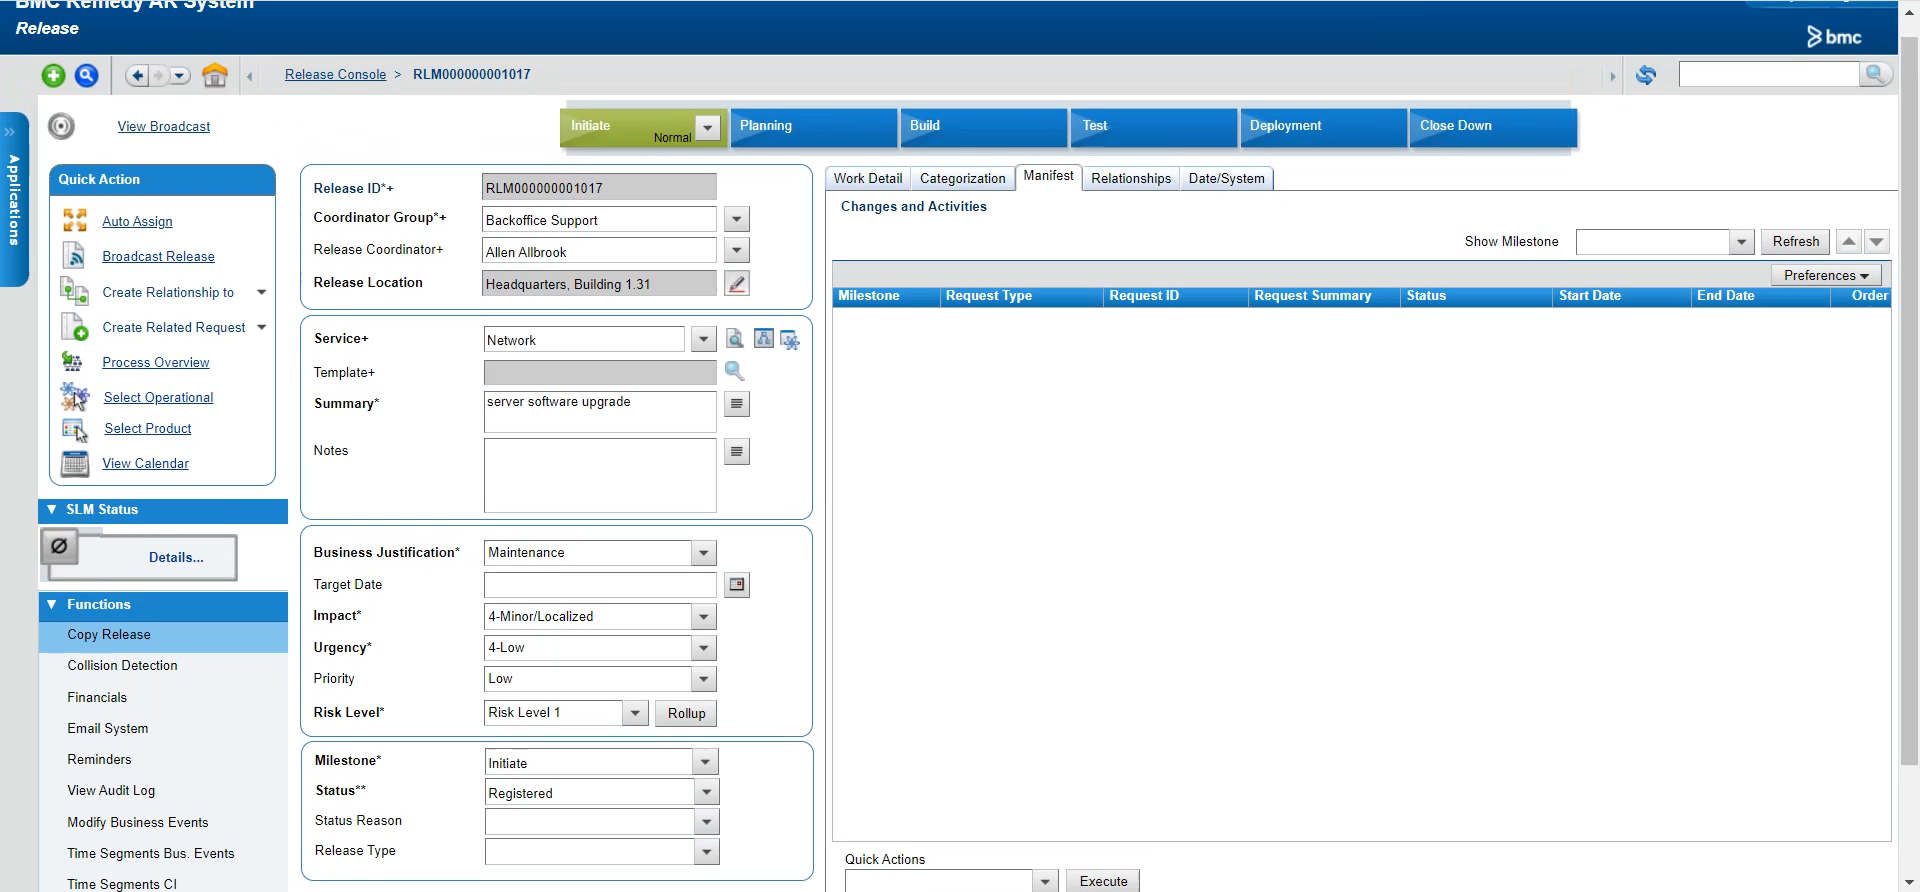 BMC Remedy AR System
Release
bmc
Release Console > RLM000000001017
View Broadcast
Initiate
Normal
Planning
Build
Test
Deployment
Close Down
Applications
Quick Action
Auto Assign
Broadcast Release
Create Relationship to
Create Related Request
Process Overview
Select Operational
Select Product
View Calendar
SLM Status
Details...
Functions
Copy Release
Collision Detection
Financials
Email System
Reminders
View Audit Log
Modify Business Events
Time Segments Bus. Events
Time Segments CI
Release ID*+ RLM000000001017
Coordinator Group*+ Backoffice Support
Release Coordinator+ Allen Allbrook
Release Location Headquarters, Building 1.31
Service+ Network
Template+
Summary* server software upgrade
Notes
Business Justification* Maintenance
Target Date
Impact* 4-Minor/Localized
Urgency* 4-Low
Priority Low
Risk Level* Risk Level 1 Rollup
Milestone* Initiate
Status** Registered
Status Reason
Release Type
Work Detail Categorization Manifest Relationships Date/System
Changes and Activities
Show Milestone Refresh
Preferences
Milestone Request Type Request ID Request Summary Status Start Date End Date Order
Quick Actions
Execute